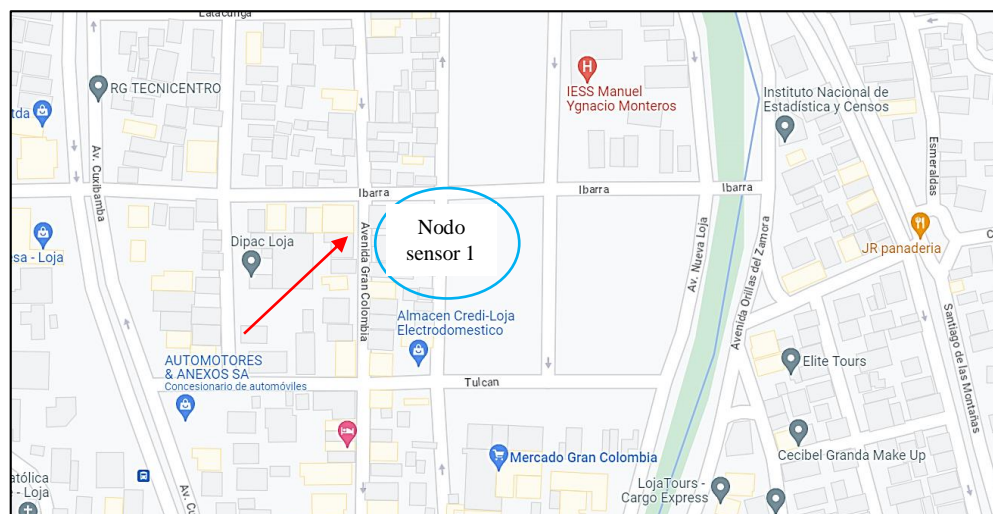 Latacunga
RG TECNICENTRO
tda
Av. Cuxibamba
IESS Manuel
Ygnacio Monteros
Instituto Nacional de
Estadística y Censos
Esmeraldas
Ibarra
Ibarra
Ibarra
esa - Loja
Dipac Loja
Avenida Gran Colombia
Nodo
sensor 1
Av. Nueva Loja
Avenida Orillas del Zamora
JR panaderia
C
Almacen Credi-Loja
Electrodomestico
Santiago de las Montañas
AUTOMOTORES
& ANEXOS SA
Concesionario de automóviles
Tulcan
Elite Tours
Mercado Gran Colombia
Cecibel Granda Make Up
atólica
- Loja
Av. Cu
LojaTours -
Cargo Express
H